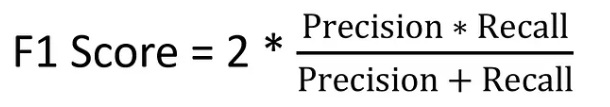 F1 Score = 2 * Precision * Recall / Precision + Recall